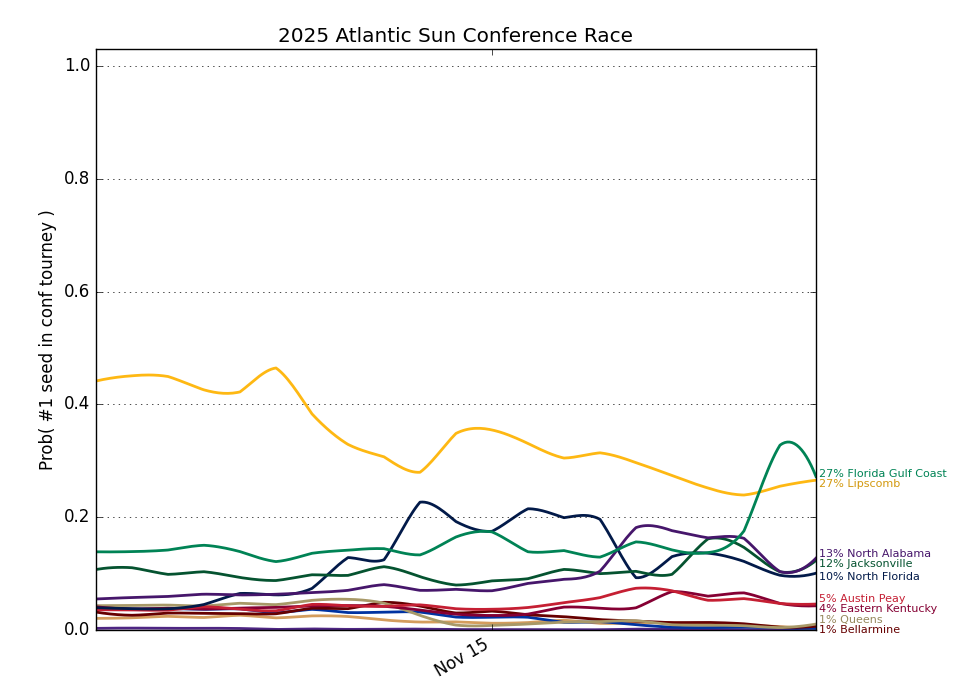 2025 Atlantic Sun Conference Race
Prob( #1 seed in conf tourney )
1.0
0.8
0.6
0.4
0.2
0.0
Nov 15
27% Florida Gulf Coast
27% Lipscomb
13% North Alabama
12% Jacksonville
10% North Florida
5% Austin Peay
4% Eastern Kentucky
1% Queens
1% Bellarmine